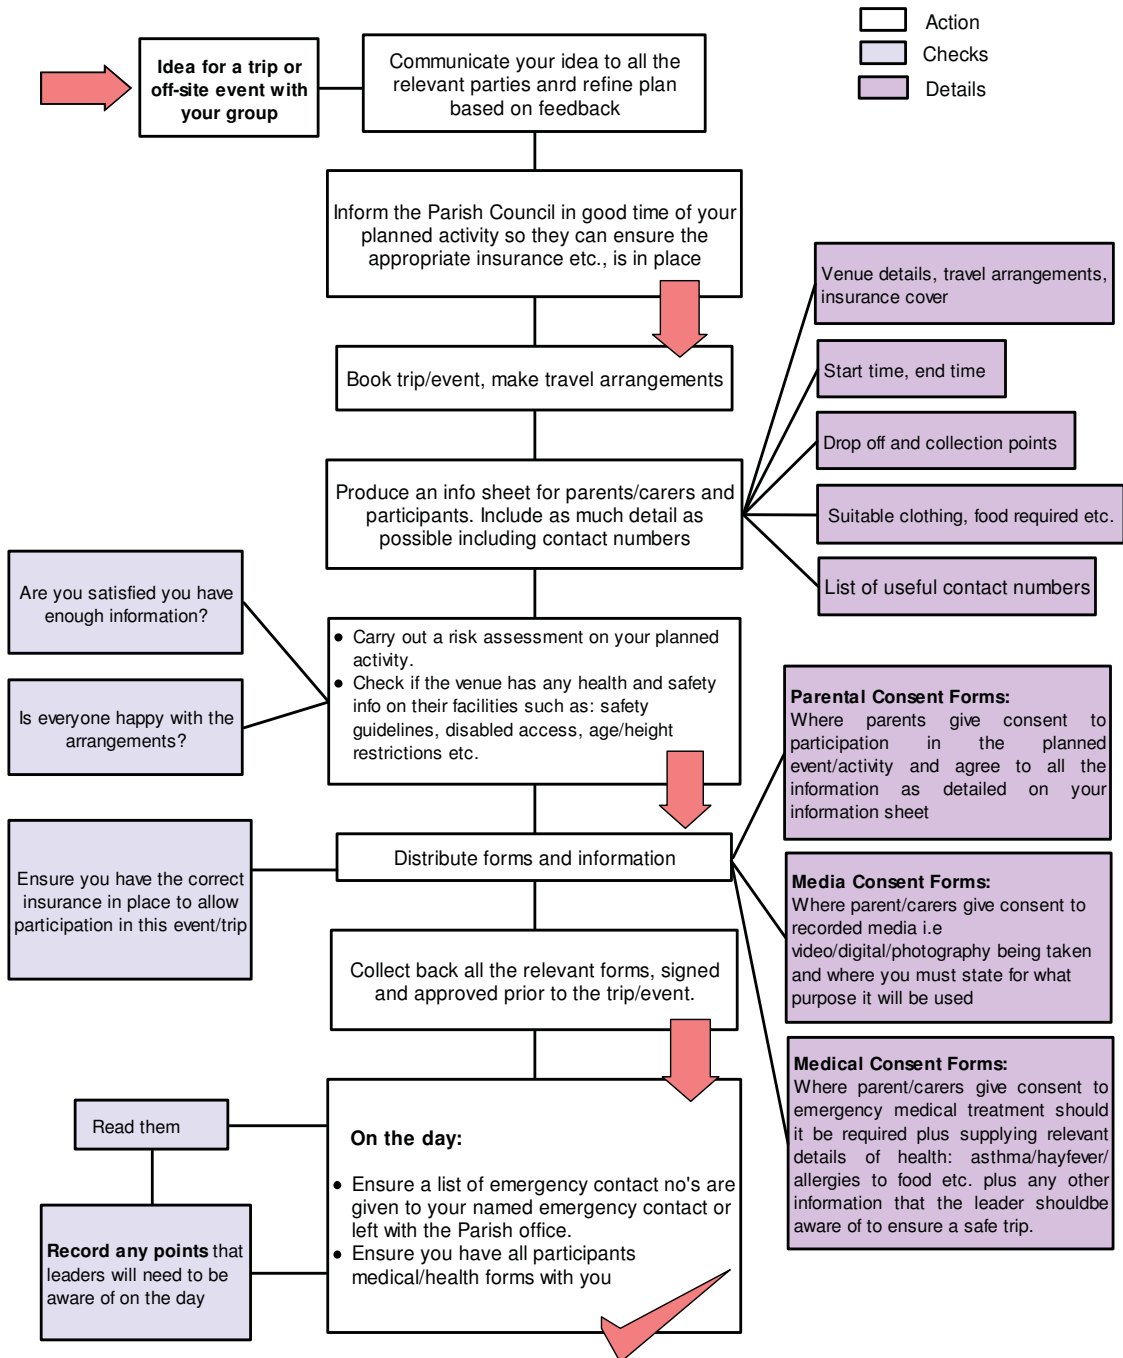 Action
Checks
Details
Idea for a trip or
off-site event with
your group
Communicate your idea to all the
relevant parties anrd refine plan
based on feedback
Inform the Parish Council in good time of your
planned activity so they can ensure the
appropriate insurance etc., is in place
Book trip/event, make travel arrangements
Produce an info sheet for parents/carers and
participants. Include as much detail as
possible including contact numbers
Venue details, travel arrangements,
insurance cover
Start time, end time
Drop off and collection points
Suitable clothing, food required etc.
List of useful contact numbers
Are you satisfied you have
enough information?
Is everyone happy with the
arrangements?
● Carry out a risk assessment on your planned
activity.
● Check if the venue has any health and safety
info on their facilities such as: safety
guidelines, disabled access, age/height
restrictions etc.
Ensure you have the correct
insurance in place to allow
participation in this event/trip
Distribute forms and information
Parental Consent Forms:
Where parents give consent to
participation in the planned
event/activity and agree to all the
information as detailed on your
information sheet
Media Consent Forms:
Where parent/carers give consent to
recorded media i.e
video/digital/photography being taken
and where you must state for what
purpose it will be used
Medical Consent Forms:
Where parent/carers give consent to
emergency medical treatment should
it be required plus supplying relevant
details of health: asthma/hayfever/
allergies to food etc. plus any other
information that the leader shouldbe
aware of to ensure a safe trip.
Collect back all the relevant forms, signed
and approved prior to the trip/event.
Read them
Record any points that
leaders will need to be
aware of on the day
On the day:
● Ensure a list of emergency contact no's are
given to your named emergency contact or
left with the Parish office.
● Ensure you have all participants
medical/health forms with you